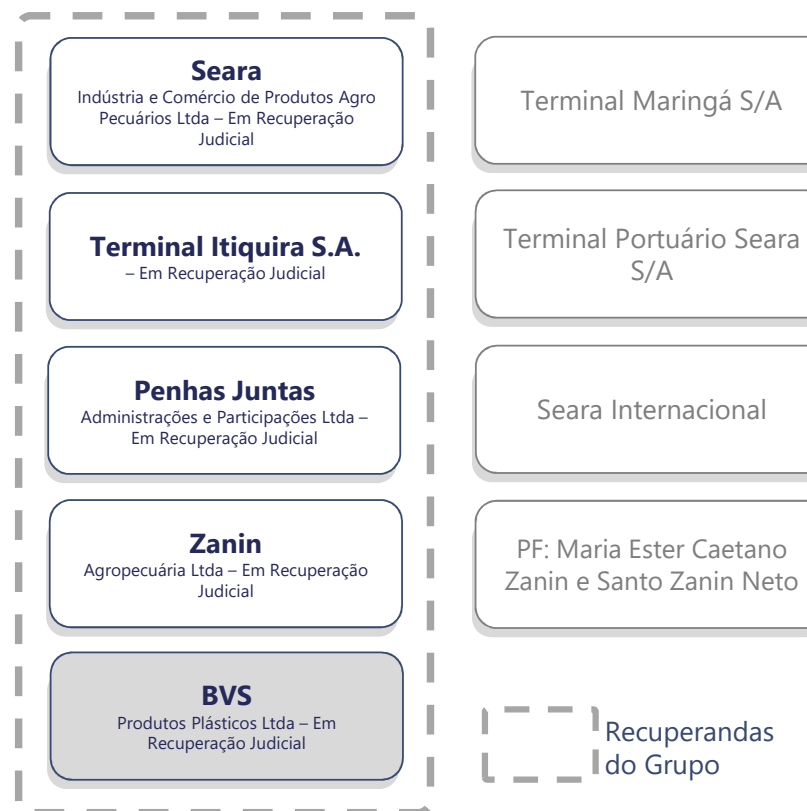 Seara
Indústria e Comércio de Produtos Agro
Pecuários Ltda – Em Recuperação
Judicial
Terminal Itiquira S.A.
– Em Recuperação Judicial
Penhas Juntas
Administrações e Participações Ltda –
Em Recuperação Judicial
Zanin
Agropecuária Ltda – Em Recuperação
Judicial
BVS
Produtos Plásticos Ltda – Em
Recuperação Judicial
Terminal Maringá S/A
Terminal Portuário Seara
S/A
Seara Internacional
PF: Maria Ester Caetano
Zanin e Santo Zanin Neto
Recuperandas
do Grupo